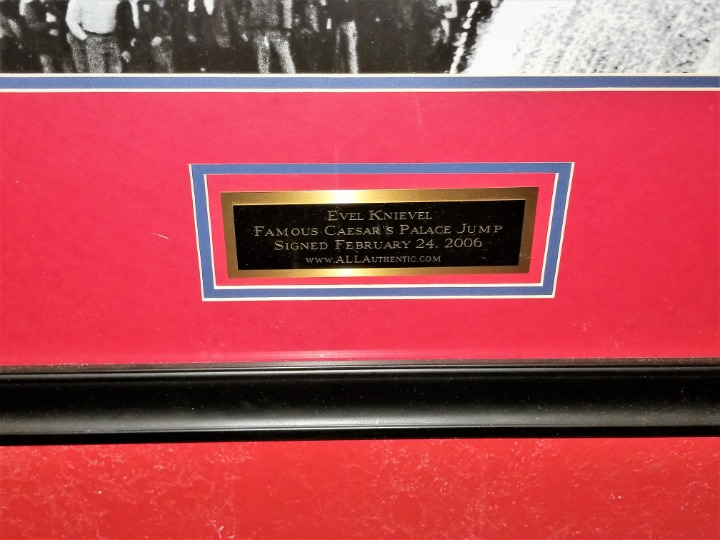 Evel Knievel
Famous Caesar's Palace Jump
Signed February 24, 2006
www.ALLAuthentic.com